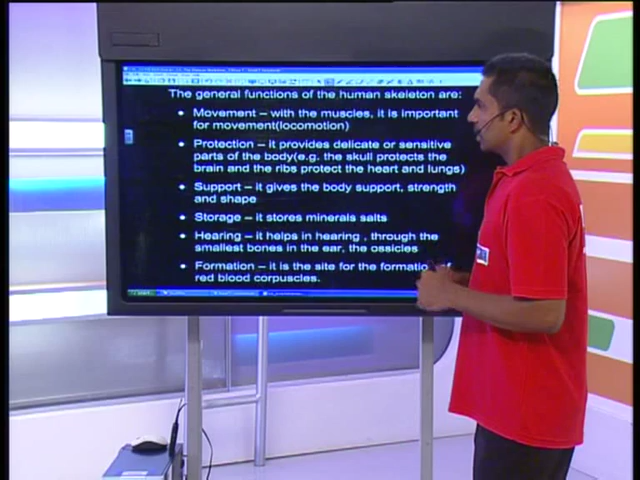 The general functions of the human skeleton are:
• Movement – with the muscles, it is important
for movement(locomotion)
• Protection – it provides delicate or sensitive
parts of the body(e.g. the skull protects the
brain and the ribs protect the heart and lungs)
• Support – it gives the body support, strength
and shape
• Storage – it stores minerals salts
• Hearing – it helps in hearing , through the
smallest bones in the ear, the ossicles
• Formation – it is the site for the formation of
red blood corpuscles.